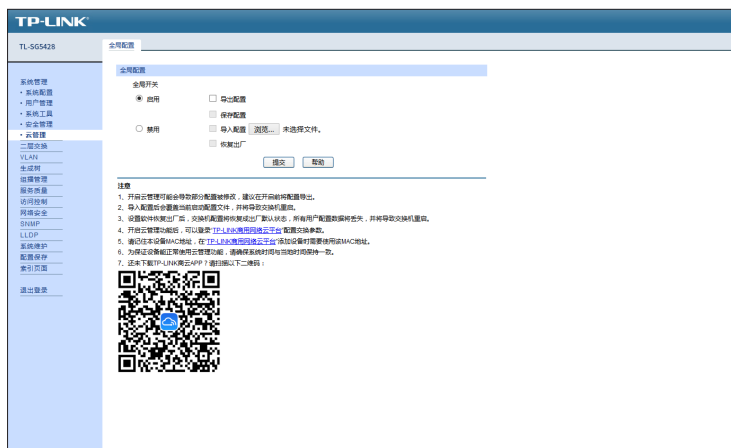 TP-LINK
TL-SG5428
全局配置
系统管理
• 系统配置
• 用户管理
• 系统工具
• 安全管理
• 云管理
二层交换
VLAN
生成树
组播管理
服务质量
访问控制
网络安全
SNMP
LLDP
系统维护
配置保存
索引页面
退出登录
全局配置
全局开关
启用 导出配置
保存配置
禁用 导入配置 浏览... 未选择文件。
恢复出厂
提交 帮助
注意
1、开启云管理可能会导致部分配置被修改，建议在开启前将配置导出。
2、导入配置后会覆盖当前启动配置文件，并将导致交换机重启。
3、设置软件恢复出厂后，交换机配置将恢复成出厂默认状态，所有用户配置数据将丢失，并将导致交换机重启。
4、开启云管理功能后，可以登录“TP-LINK商用网络云平台”配置交换参数。
5、请记住本设备MAC地址，在“TP-LINK商用网络云平台”添加设备时需要使用该MAC地址。
6、为保证设备能正常使用云管理功能，请确保系统时间与当地时间保持一致。
7、还未下载TP-LINK商云APP？请扫描以下二维码：